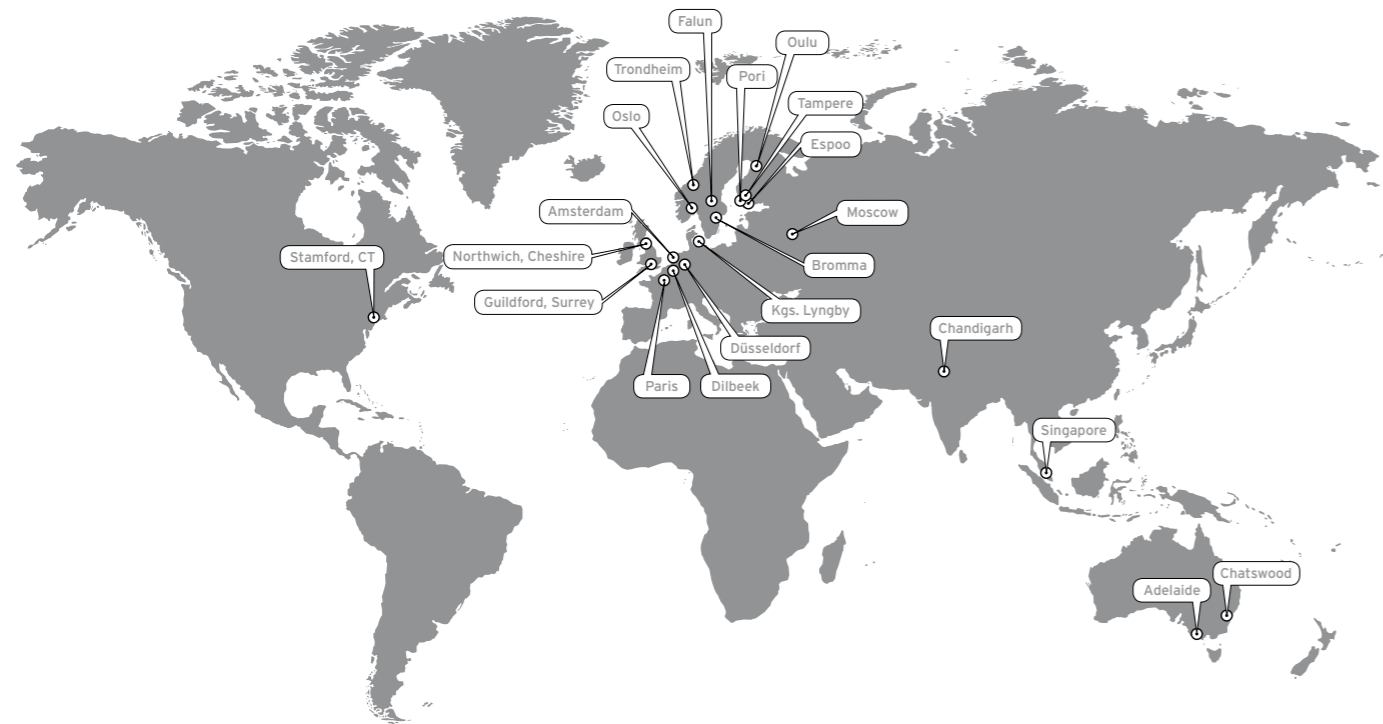 Falun
Oulu
Trondheim
Pori
Tampere
Oslo
Espoo
Amsterdam
Moscow
Stamford, CT
Northwich, Cheshire
Bromma
Guildford, Surrey
Kgs. Lyngby
Chandigarh
Düsseldorf
Paris
Dilbeek
Singapore
Chatswood
Adelaide